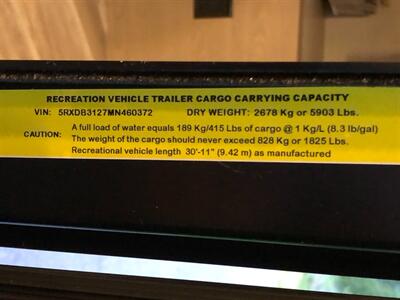 RECREATION VEHICLE TRAILER CARGO CARRYING CAPACITY
VIN: 5RXDB3127MN460372 DRY WEIGHT: 2678 Kg or 5903 Lbs.
A full load of water equals 189 Kg/415 Lbs of cargo @ 1 Kg/L (8.3 lb/gal)
CAUTION: The weight of the cargo should never exceed 828 Kg or 1825 Lbs.
Recreational vehicle length 30'-11" (9.42 m) as manufactured